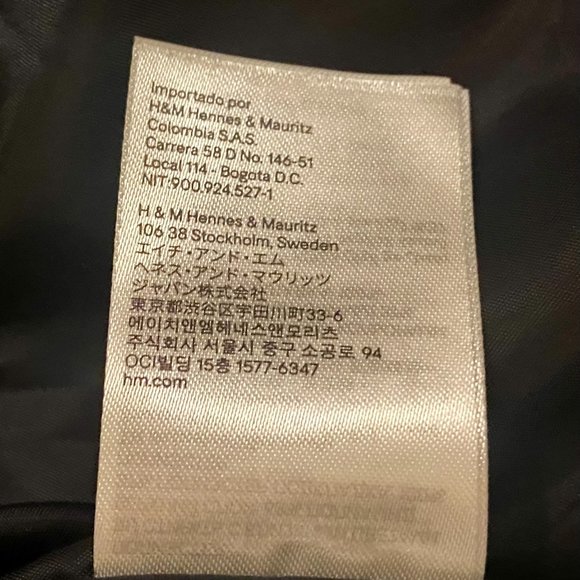 Importado por
H&M Hennes & Mauritz
Colombia S.A.S.
Carrera 58 D No. 146-51
Local 114 - Bogota D.C.
NIT:900.924.527-1
H & M Hennes & Mauritz
106 38 Stockholm, Sweden
エイチ・アンド・エム
ヘネス・アンド・マウリッツ
ジャパン株式会社
東京都渋谷区宇田川町33-6
에이치앤엠헤네스앤모리츠
주식회사 서울시 중구 소공로 94
OCI빌딩 15층 1577-6347
hm.com